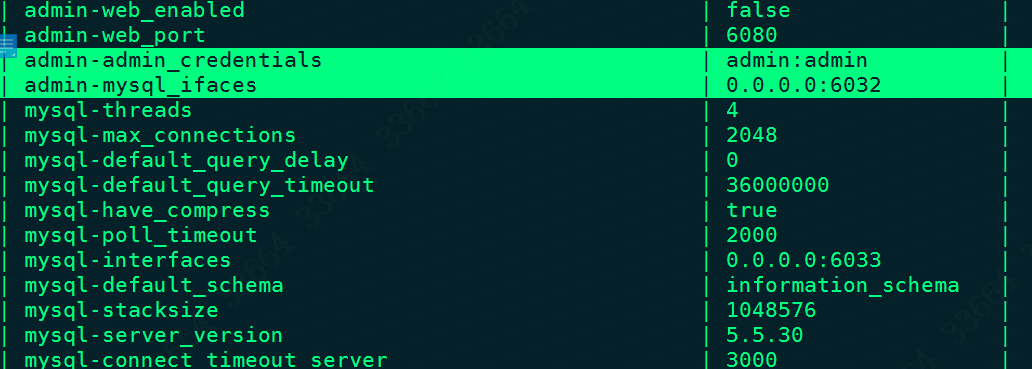 | admin-web_enabled | false |
| admin-web_port | 6080 |
| admin-admin_credentials | admin:admin |
| admin-mysql_ifaces | 0.0.0.0:6032 |
| mysql-threads | 4 |
| mysql-max_connections | 2048 |
| mysql-default_query_delay | 0 |
| mysql-default_query_timeout | 36000000 |
| mysql-have_compress | true |
| mysql-poll_timeout | 2000 |
| mysql-interfaces | 0.0.0.0:6033 |
| mysql-default_schema | information_schema |
| mysql-stacksize | 1048576 |
| mysql-server_version | 5.5.30 |
| mysql-connect_timeout_server | 3000 |